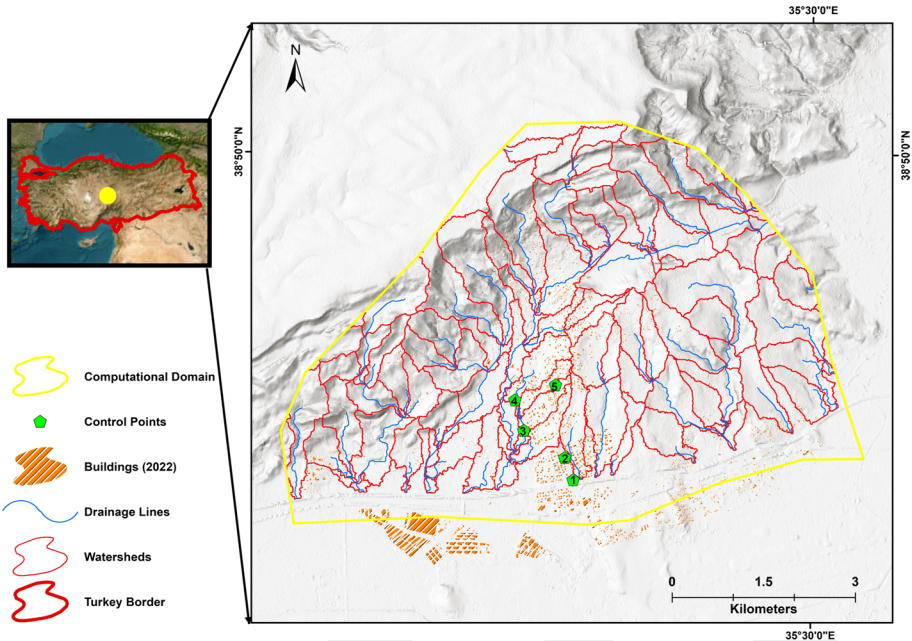 35°30'0"E
N
38°50'0"N
38°50'0"N
Computational Domain
Control Points
Buildings (2022)
Drainage Lines
Watersheds
Turkey Border
5
4
3
2
1
0 1.5 3
Kilometers
35°30'0"E